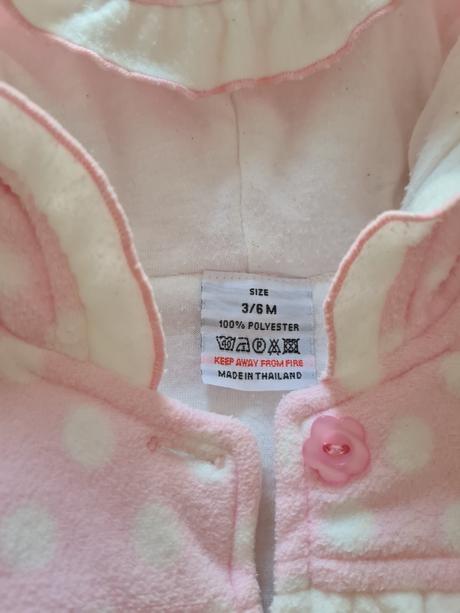 SIZE
3/6 M
100% POLYESTER
KEEP AWAY FROM FIRE
MADE IN THAILAND